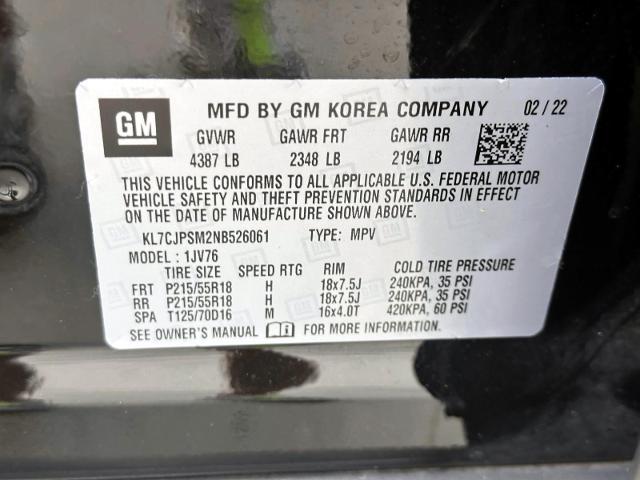 GM MFD BY GM KOREA COMPANY 02 / 22
GVWR GAWR FRT GAWR RR
4387 LB 2348 LB 2194 LB
THIS VEHICLE CONFORMS TO ALL APPLICABLE U.S. FEDERAL MOTOR
VEHICLE SAFETY AND THEFT PREVENTION STANDARDS IN EFFECT
ON THE DATE OF MANUFACTURE SHOWN ABOVE.
KL7CJPSM2NB526061 TYPE: MPV
MODEL : 1JV76
TIRE SIZE SPEED RTG RIM COLD TIRE PRESSURE
FRT P215/55R18 H 18x7.5J 240KPA, 35 PSI
RR P215/55R18 H 18x7.5J 240KPA, 35 PSI
SPA T125/70D16 M 16x4.0T 420KPA, 60 PSI
SEE OWNER'S MANUAL i FOR MORE INFORMATION.